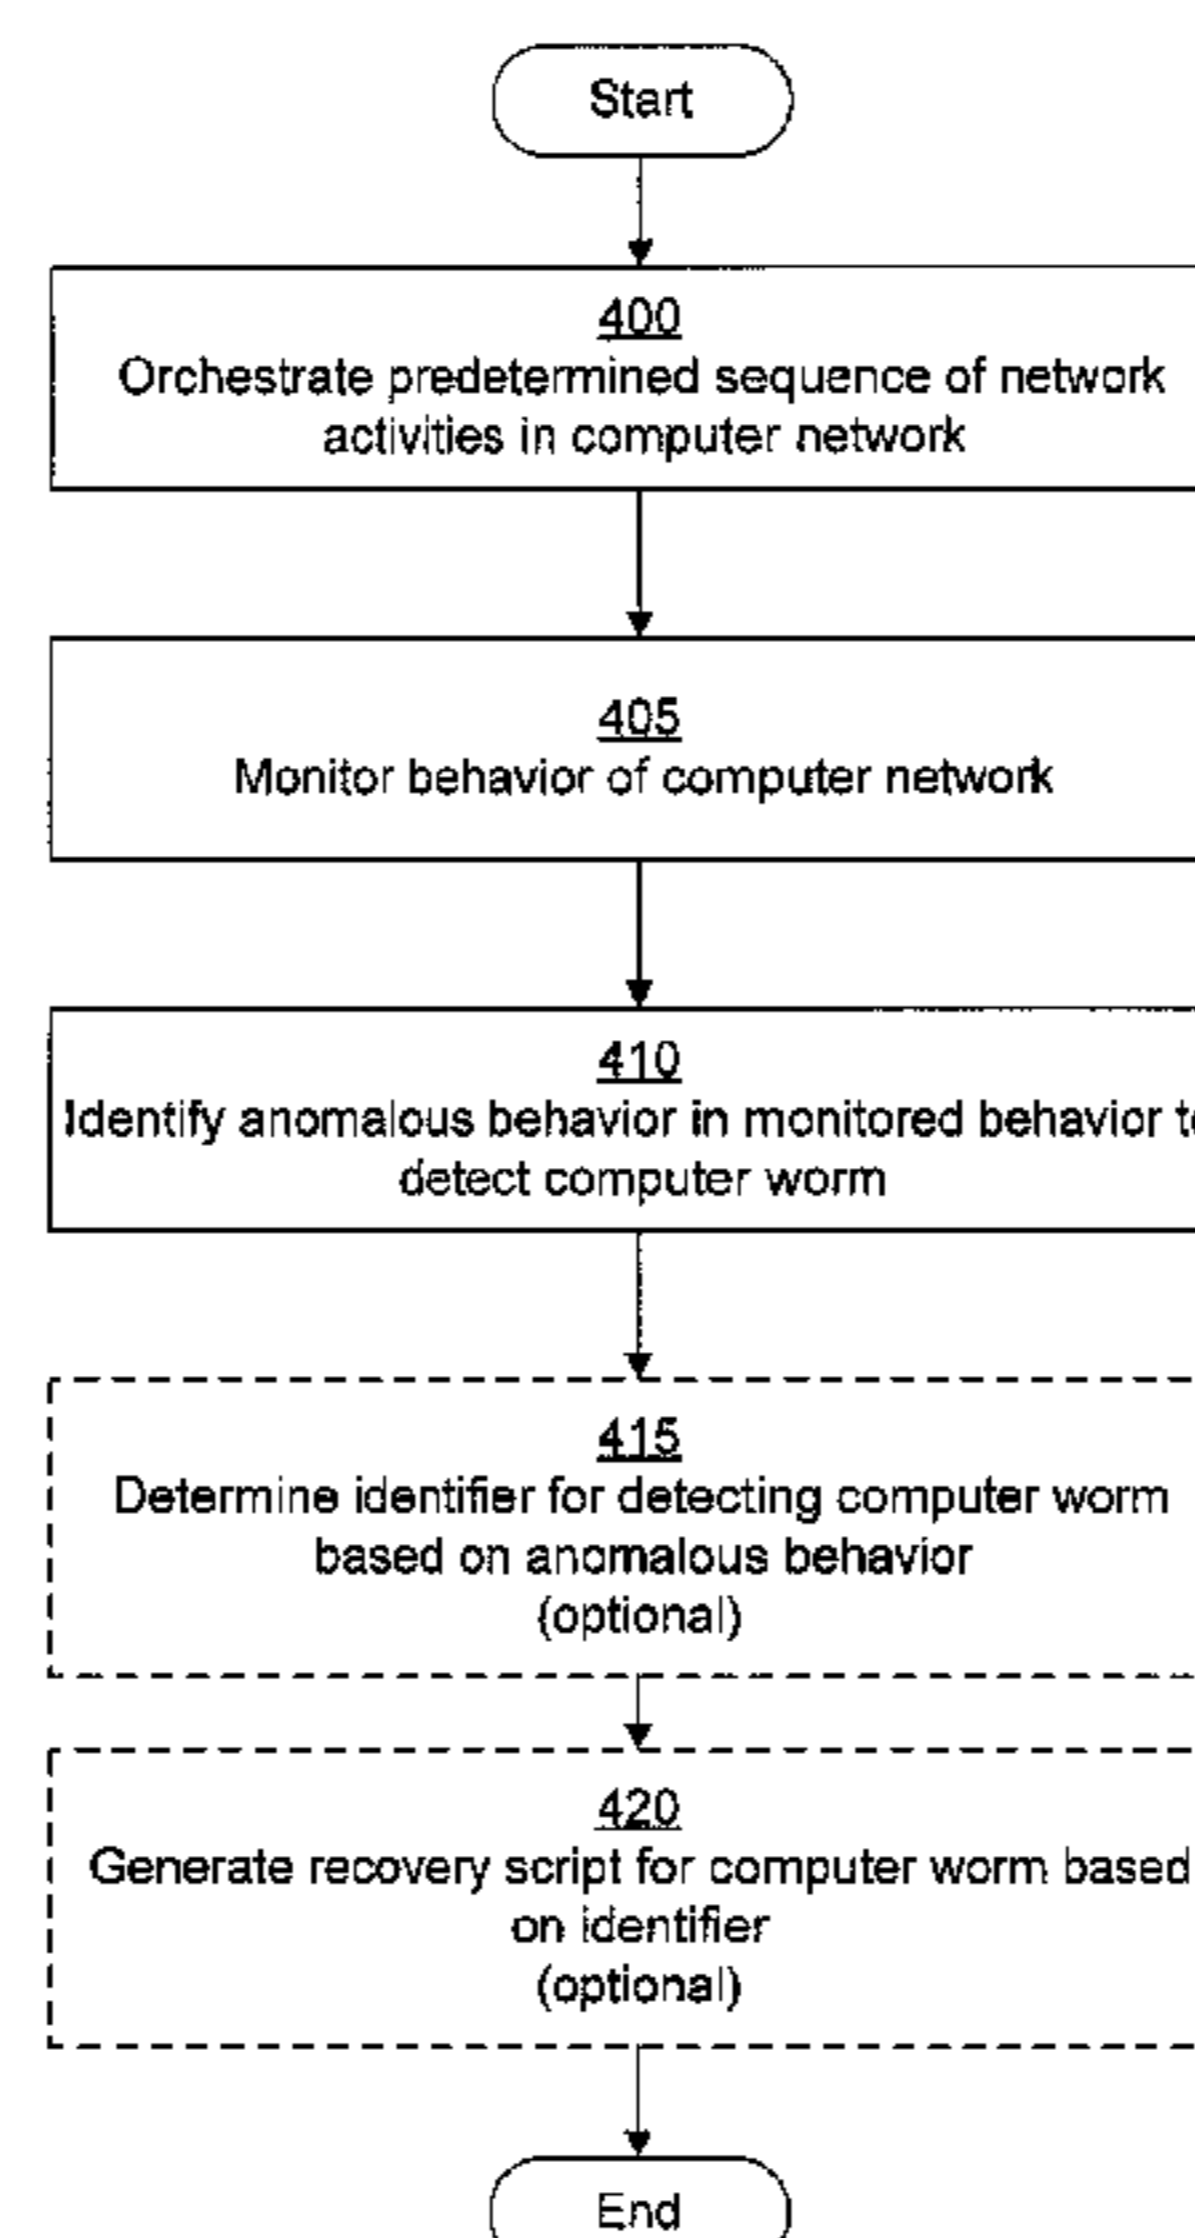 Start
400
Orchestrate predetermined sequence of network
activities in computer network
405
Monitor behavior of computer network
410
Identify anomalous behavior in monitored behavior to
detect computer worm
415
Determine identifier for detecting computer worm
based on anomalous behavior
(optional)
420
Generate recovery script for computer worm based
on identifier
(optional)
End